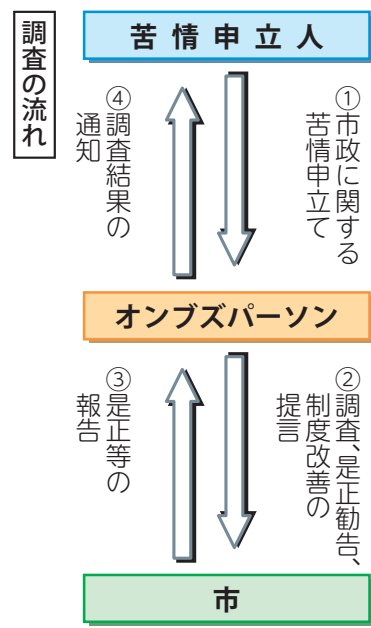 調査の流れ
苦情申立人
①市政に関する
苦情申立て
④調査結果の
通知
オンブズパーソン
②調査、是正勧告、
制度改善の
提言
③是正等の
報告
市